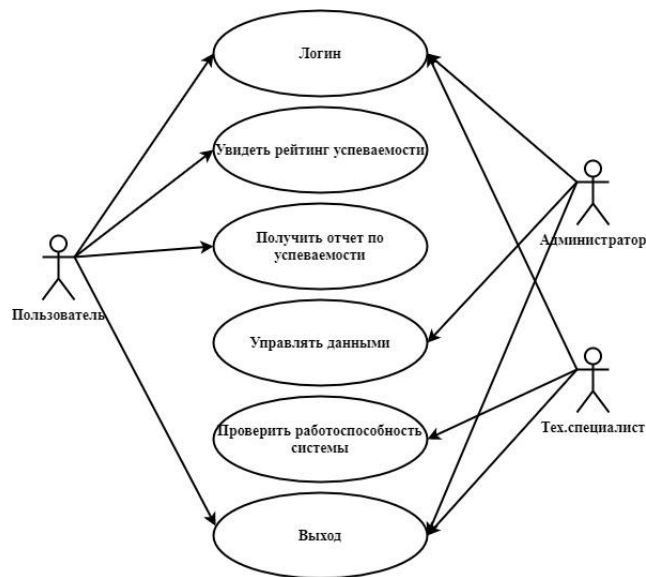 Логин
Увидеть рейтинг успеваемости
Получить отчет по
успеваемости
Администратор
Пользователь
Управлять данными
Проверить работоспособность
системы
Тех.специалист
Выход